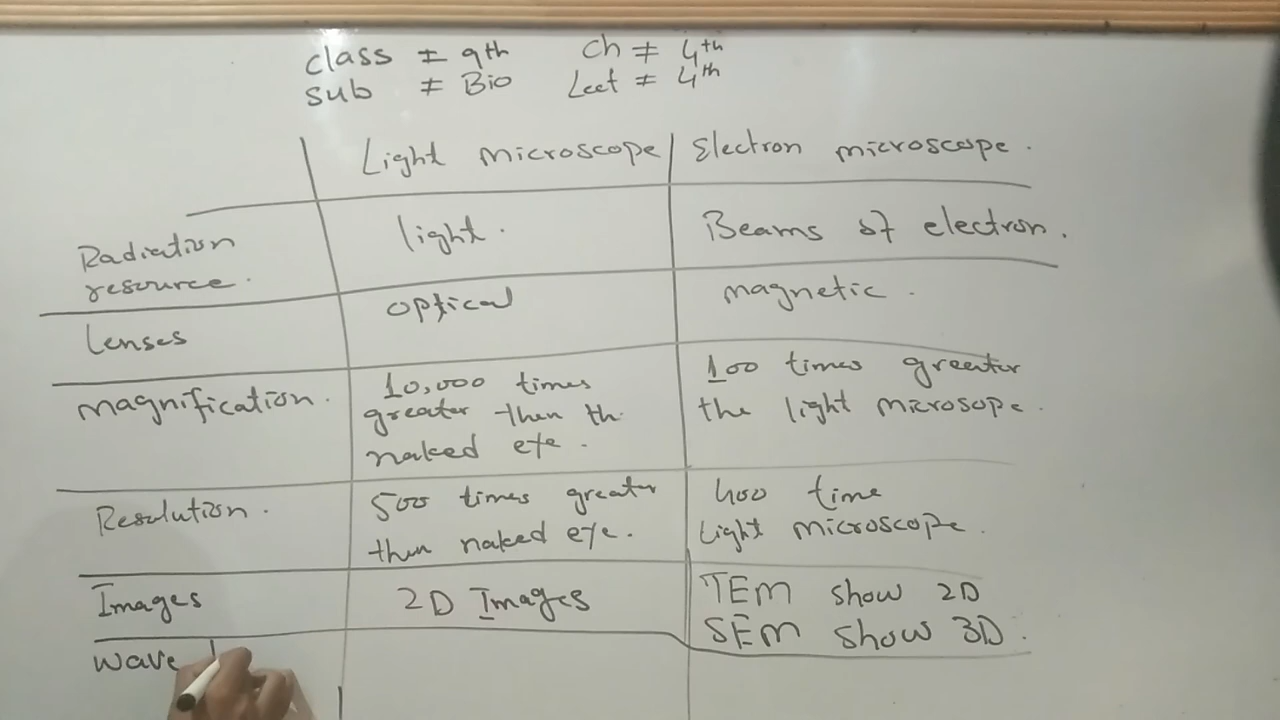 class ≠ 9th Ch ≠ 4th
Sub ≠ Bio Lect ≠ 4th
Light microscope Electron microscope.
Radiation
resource.
light.
Beams of electron.
Lenses
optical
magnetic.
Magnification.
10,000 times
greater then th.
naked eye.
100 times greater
the light microsope.
Resolution.
500 times greater
then naked eye.
400 time
Light microscope.
Images
2D Images
TEM show 2D
SEM show 3D.
wave